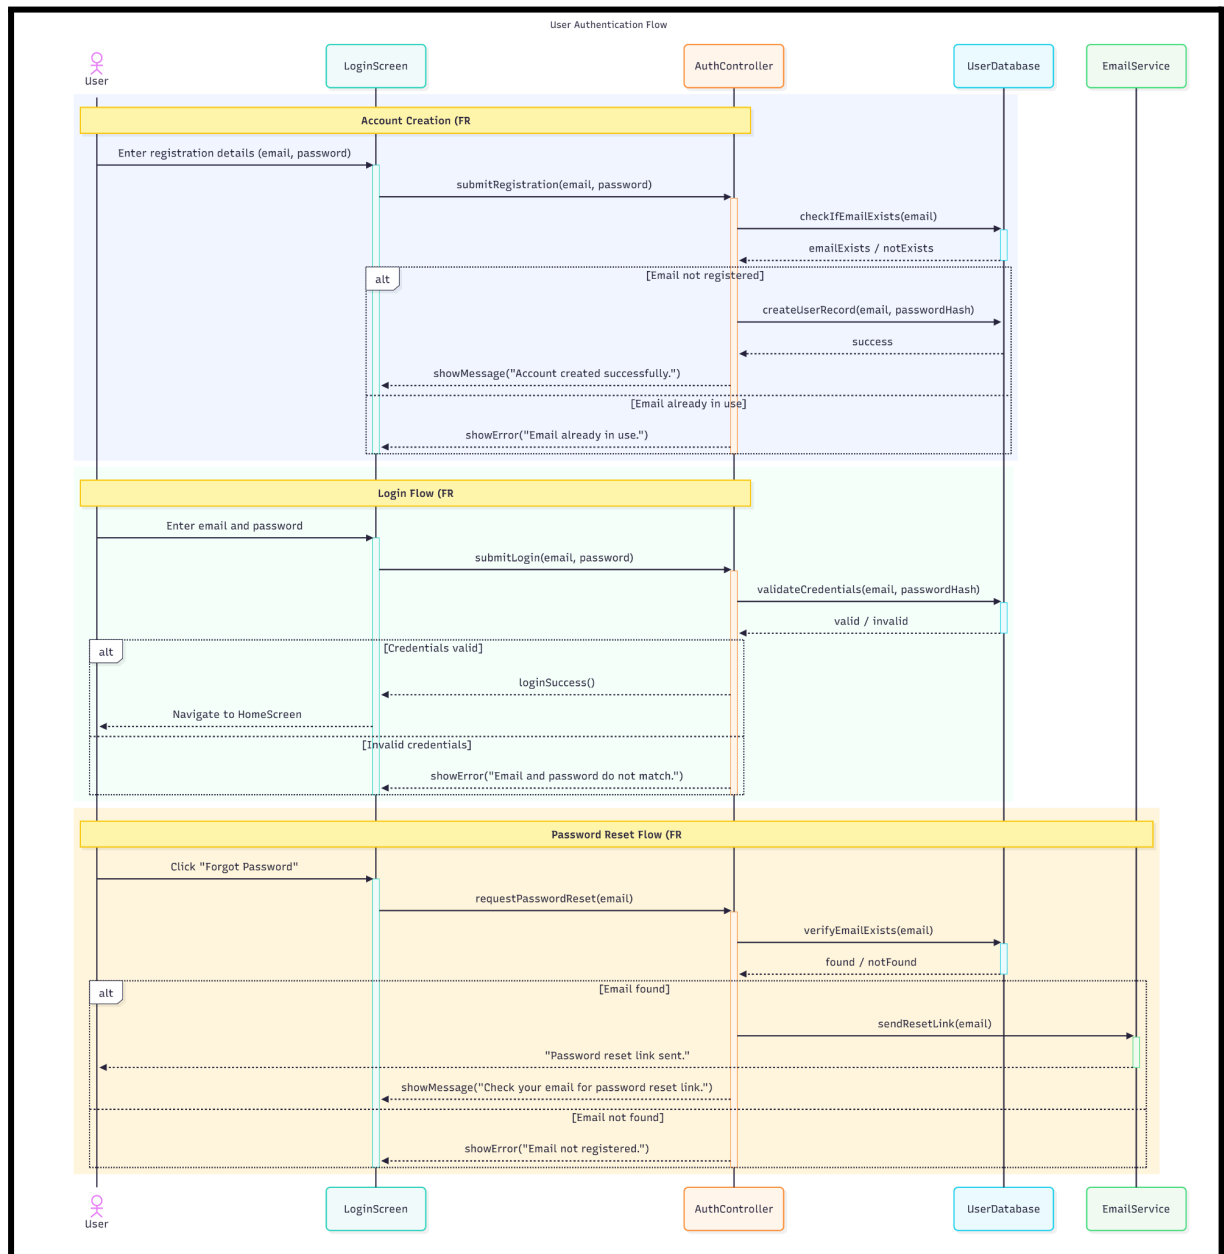 User Authentication Flow
User
LoginScreen
AuthController
UserDatabase
EmailService
Account Creation (FR
Enter registration details (email, password)
submitRegistration(email, password)
checkIfEmailExists(email)
emailExists / notExists
alt
[Email not registered]
createUserRecord(email, passwordHash)
success
showMessage("Account created successfully.")
[Email already in use]
showError("Email already in use.")
Login Flow (FR
Enter email and password
submitLogin(email, password)
validateCredentials(email, passwordHash)
valid / invalid
alt
[Credentials valid]
loginSuccess()
Navigate to HomeScreen
[Invalid credentials]
showError("Email and password do not match.")
Password Reset Flow (FR
Click "Forgot Password"
requestPasswordReset(email)
verifyEmailExists(email)
found / notFound
alt
[Email found]
sendResetLink(email)
"Password reset link sent."
showMessage("Check your email for password reset link.")
[Email not found]
showError("Email not registered.")
User
LoginScreen
AuthController
UserDatabase
EmailService